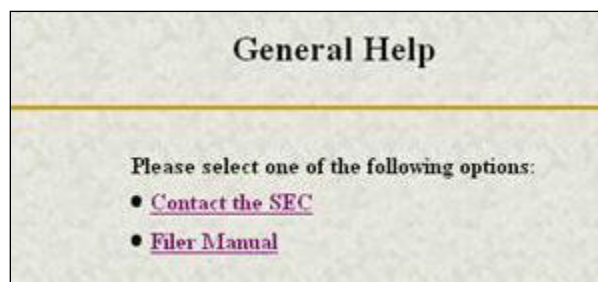 General Help
Please select one of the following options:
Contact the SEC
Filer Manual